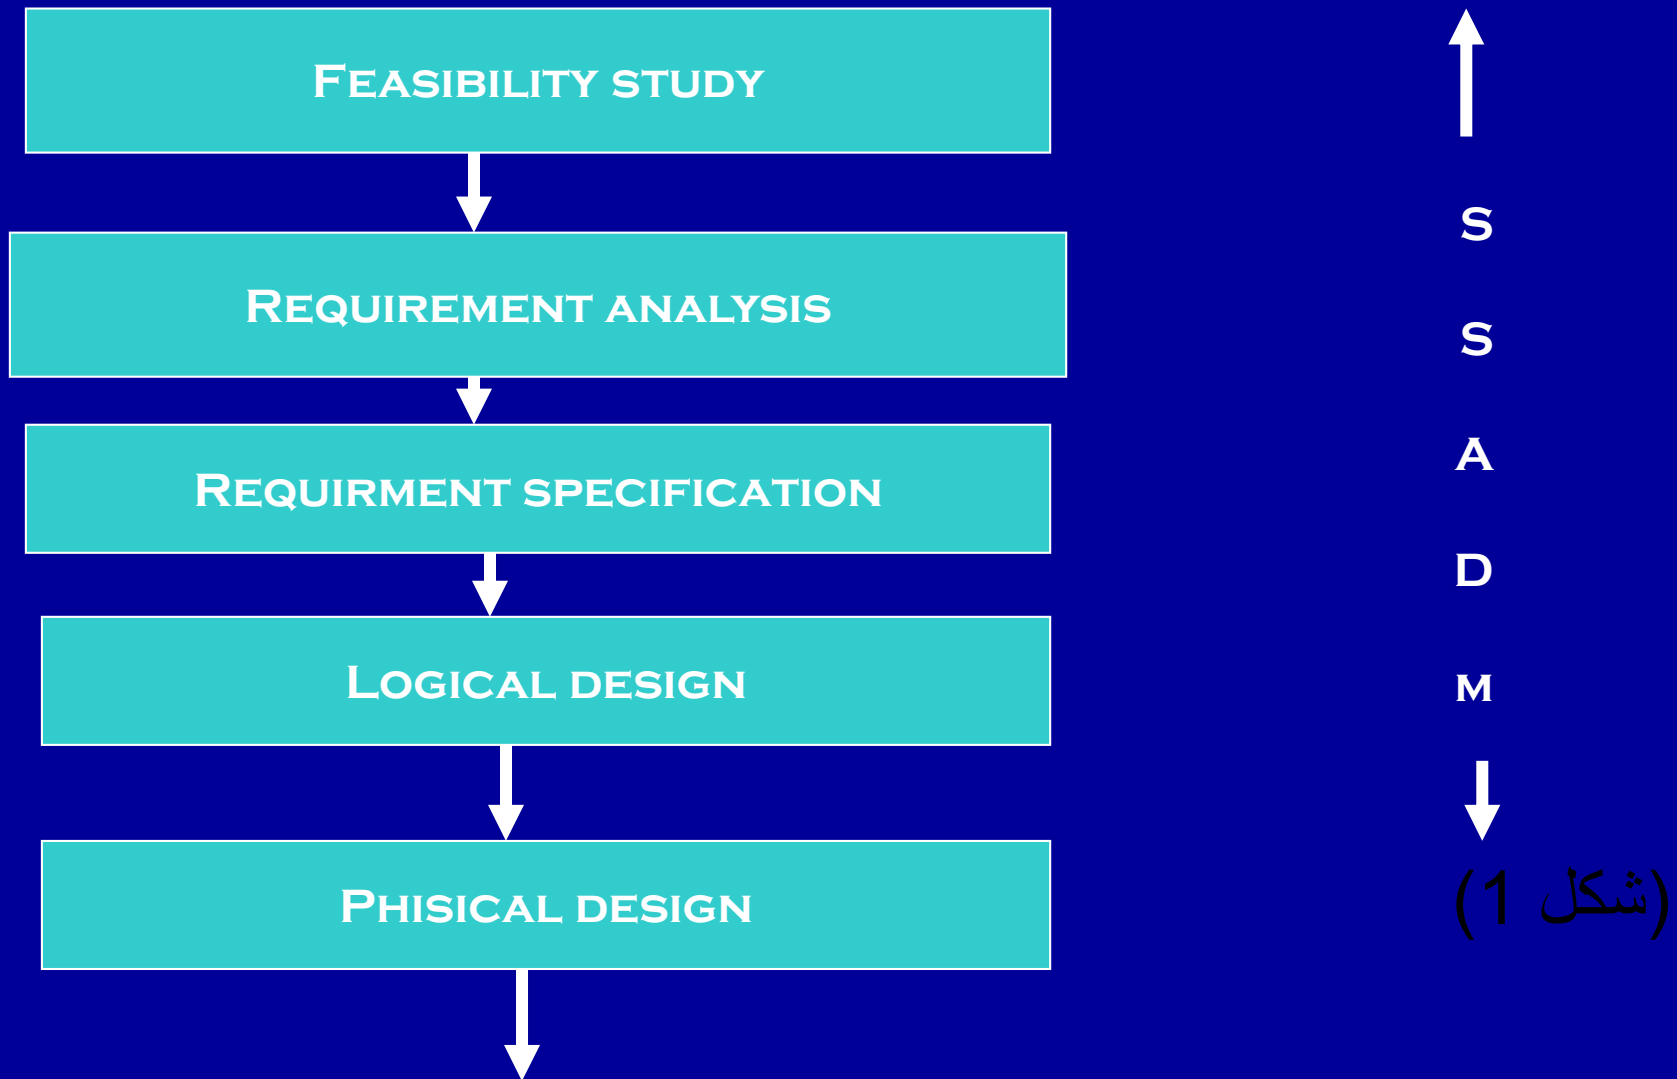 Feasibility study
Requirement analysis
Requirment specification
Logical design
Phisical design
S
S
A
D
M
(شكل 1)